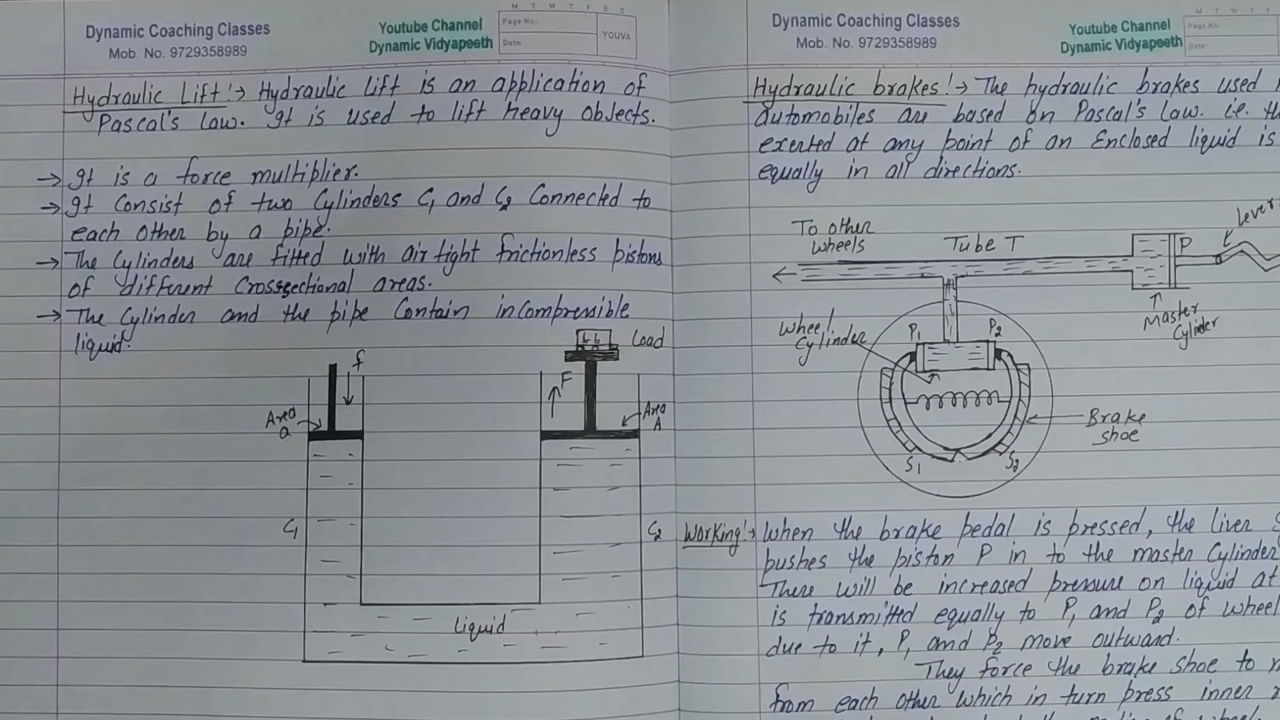 Dynamic Coaching Classes
Mob. No. 9729358989
Youtube Channel
Dynamic Vidyapeeth
M T W T F S S
Page No.:
Date:
YOUVA
Hydraulic Lift:→ Hydraulic lift is an application of
Pascal's law. It is used to lift heavy objects.
→ It is a force multiplier.
→ It consist of two Cylinders C1 and C2 Connected to
each other by a pipe.
→ The Cylinders are fitted with air tight frictionless pistons
of different Crosssectional areas.
→ The Cylinder and the pipe Contain incompressible
liquid.
Load
f
F
Area
a
Area
A
C1
C2
Liquid
Dynamic Coaching Classes
Mob. No. 9729358989
Youtube Channel
Dynamic Vidyapeeth
M T W T F
Page No.:
Date:
Hydraulic brakes:→ The hydraulic brakes used
automobiles are based on Pascal's law. i.e.
exerted at any point of an Enclosed liquid is
equally in all directions.
To other
wheels
Tube T
P
Lever
Master
Cylinder
Wheel
Cylinder
P1
P2
Brake
shoe
S1
S2
Working:→ When the brake pedal is pressed, the liver
pushes the piston P in to the master Cylinder
There will be increased pressure on liquid at
is transmitted equally to P1 and P2 of wheel
due to it, P1 and P2 move outward.
They force the brake shoe to
from each other which in turn press inner